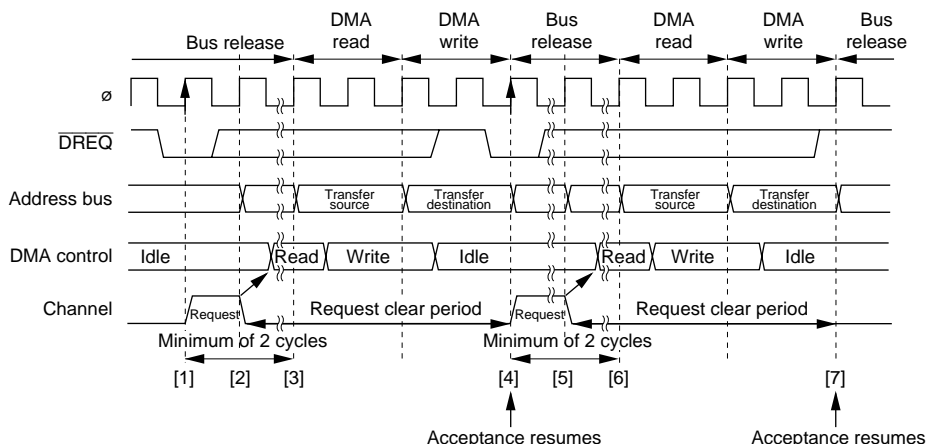 Bus release DMA read DMA write Bus release DMA read DMA write Bus release
ø
DREQ
Address bus Transfer source Transfer destination Transfer source Transfer destination
DMA control Idle Read Write Idle Read Write Idle
Channel Request Request clear period Request Request clear period
Minimum of 2 cycles Minimum of 2 cycles
[1] [2] [3] [4] [5] [6] [7]
Acceptance resumes Acceptance resumes